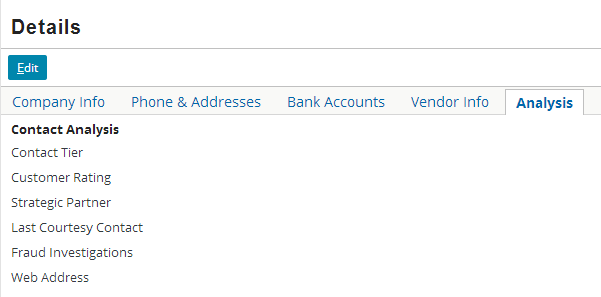 Details
Edit
Company Info Phone & Addresses Bank Accounts Vendor Info Analysis
Contact Analysis
Contact Tier
Customer Rating
Strategic Partner
Last Courtesy Contact
Fraud Investigations
Web Address